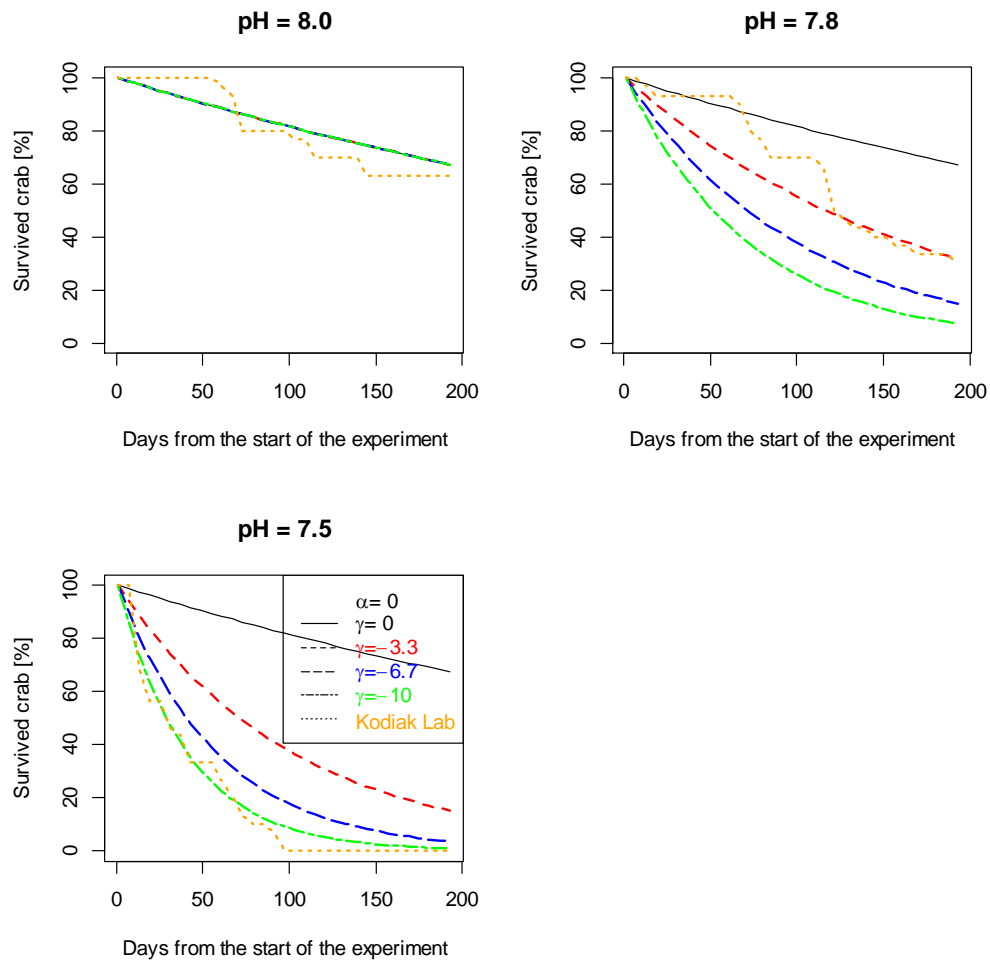 pH = 8.0
Survived crab [%]
100
80
60
40
20
0
0 50 100 150 200
Days from the start of the experiment
pH = 7.8
Survived crab [%]
100
80
60
40
20
0
0 50 100 150 200
Days from the start of the experiment
pH = 7.5
Survived crab [%]
100
80
60
40
20
0
0 50 100 150 200
Days from the start of the experiment
α= 0
γ= 0
γ=−3.3
γ=−6.7
γ=−10
Kodiak Lab